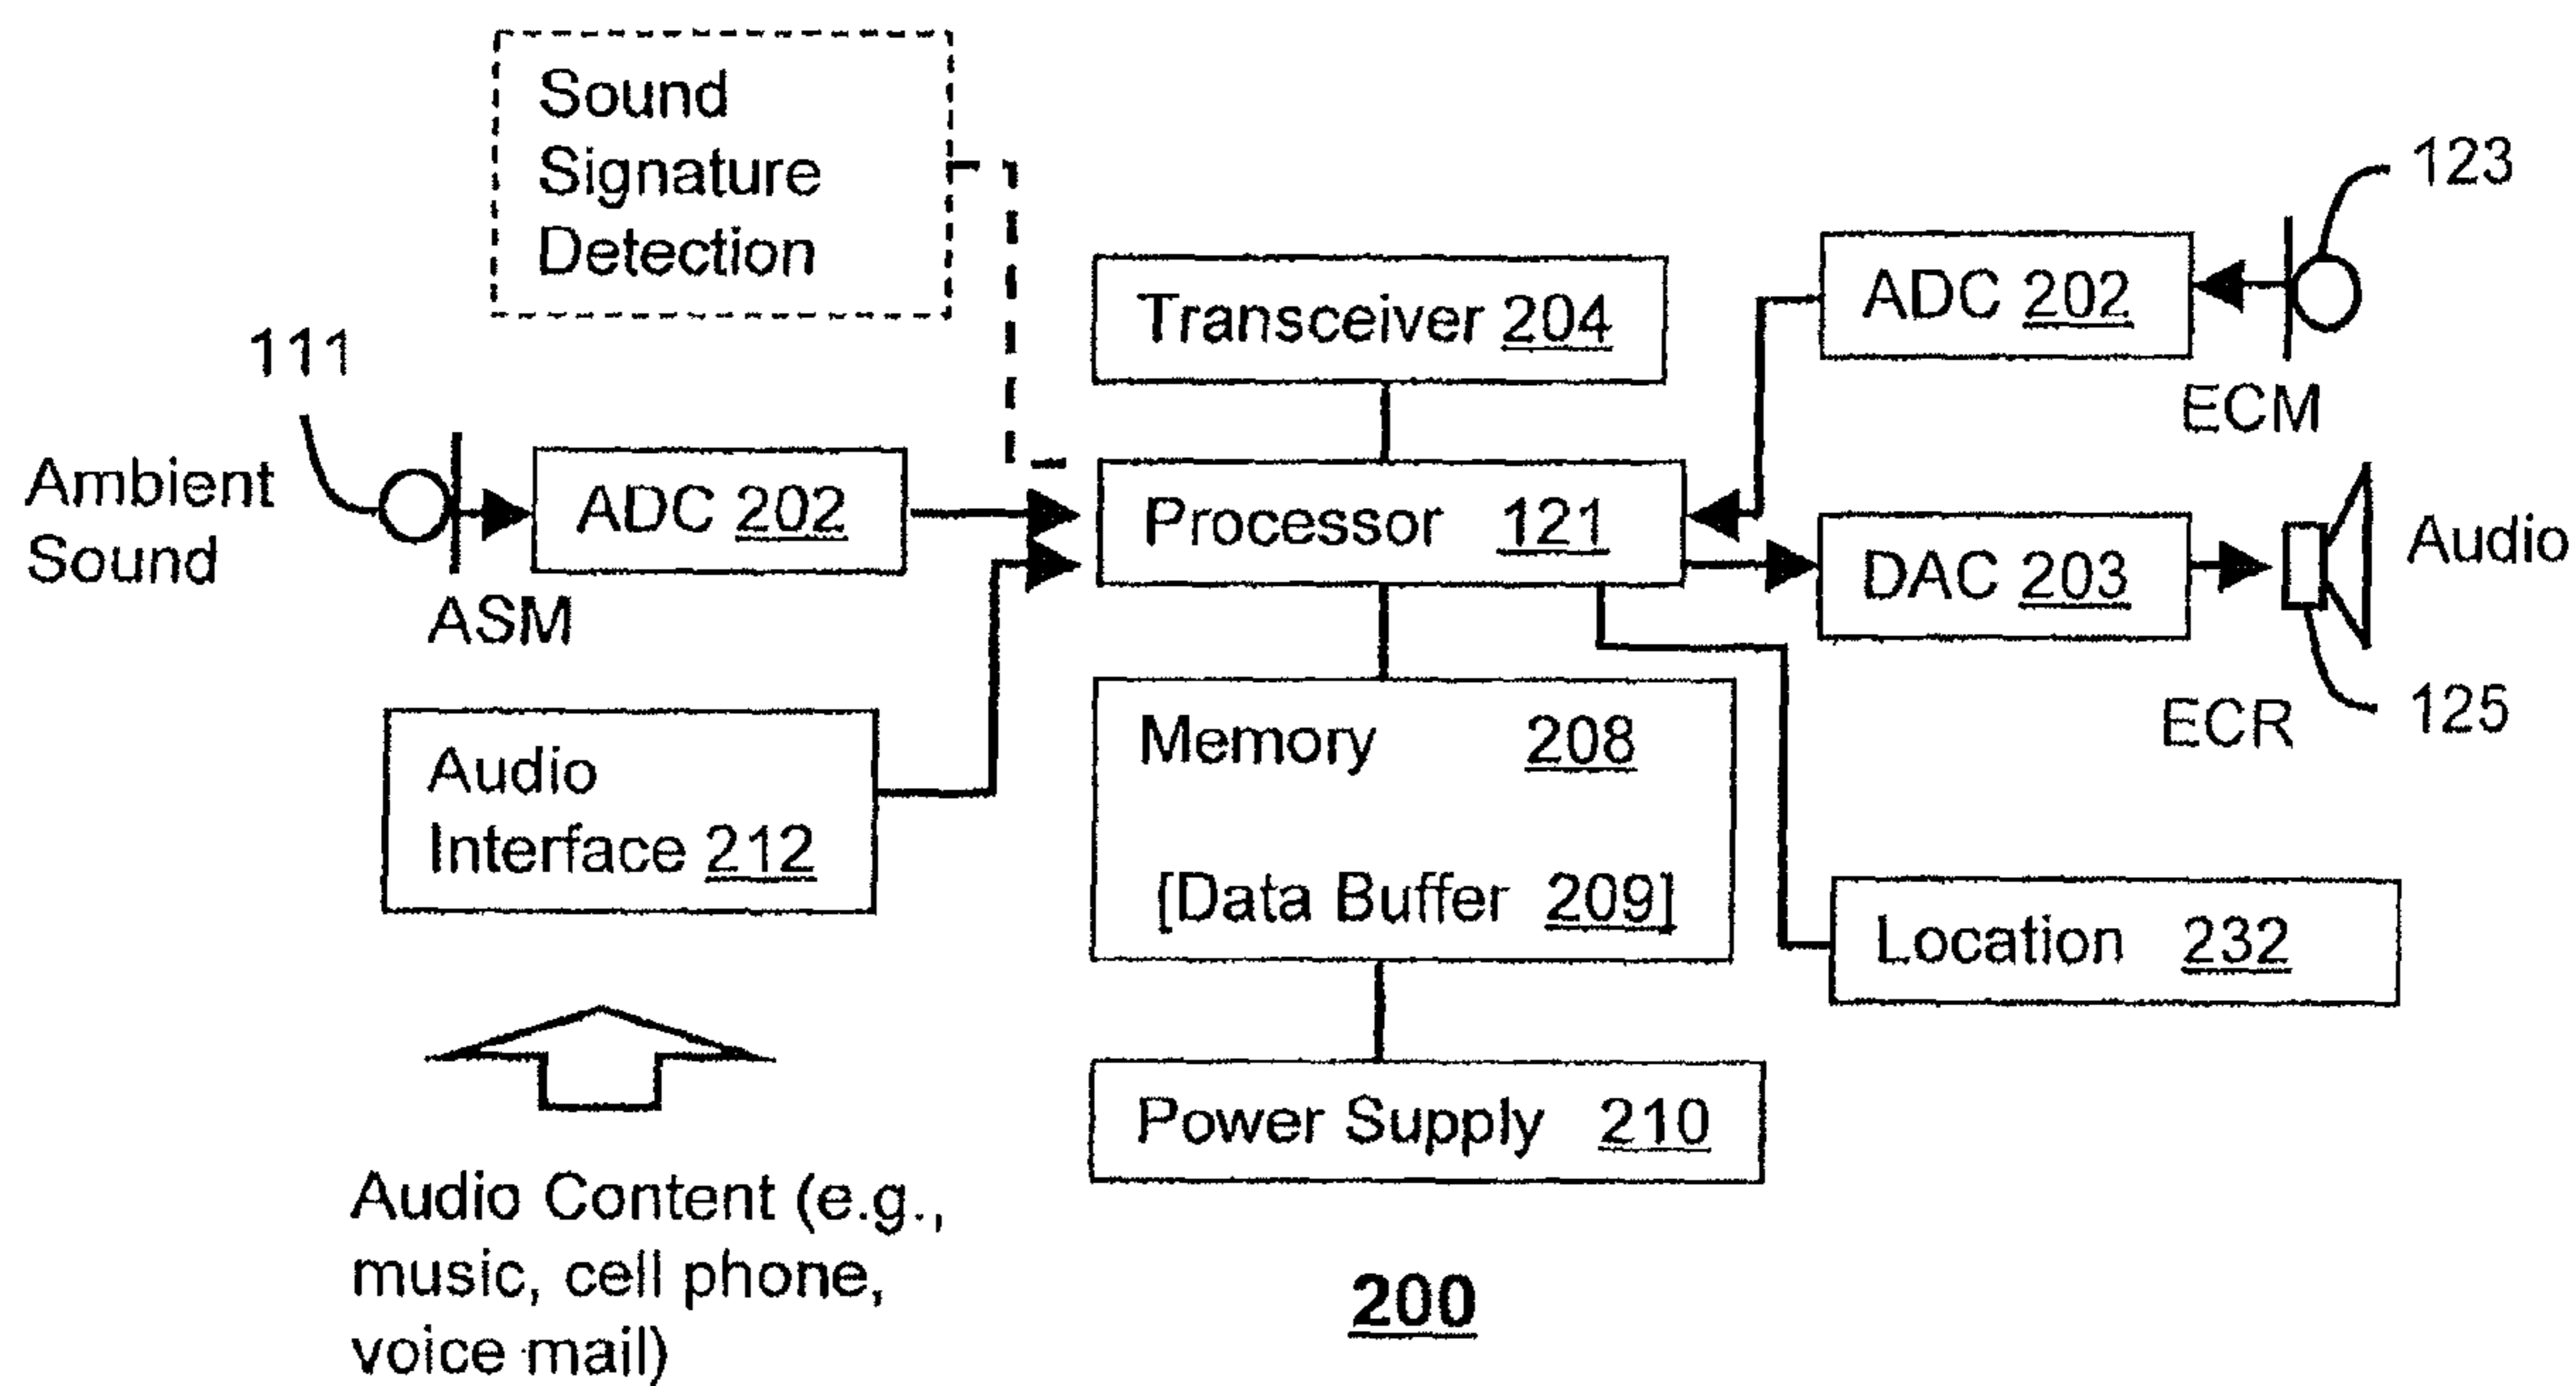 Sound
Signature
Detection
123
Transceiver 204
ADC 202
111
ECM
Ambient
Sound
ADC 202
Processor 121
DAC 203
Audio
ASM
Audio
Interface 212
Memory 208
[Data Buffer 209]
ECR
125
Location 232
Power Supply 210
Audio Content (e.g.,
music, cell phone,
voice mail)
200